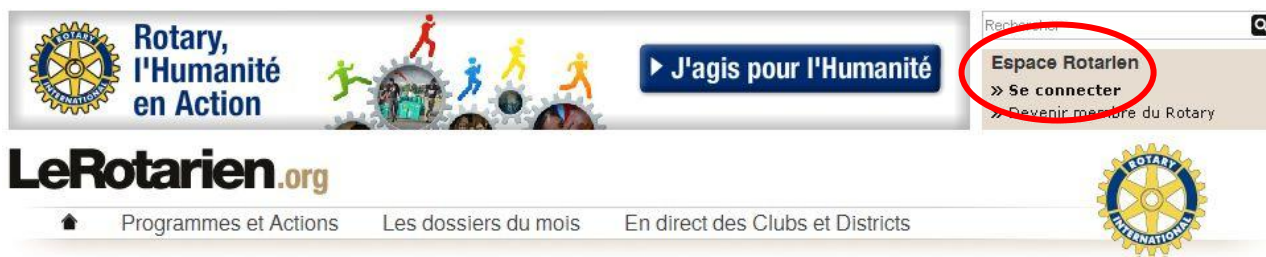 ROTARY
INTERNATIONAL
Rotary,
l'Humanité
en Action
J'agis pour l'Humanité
Rechercher
Espace Rotarien
» Se connecter
» Devenir membre du Rotary
LeRotarien.org
ROTARY
INTERNATIONAL
Programmes et Actions
Les dossiers du mois
En direct des Clubs et Districts